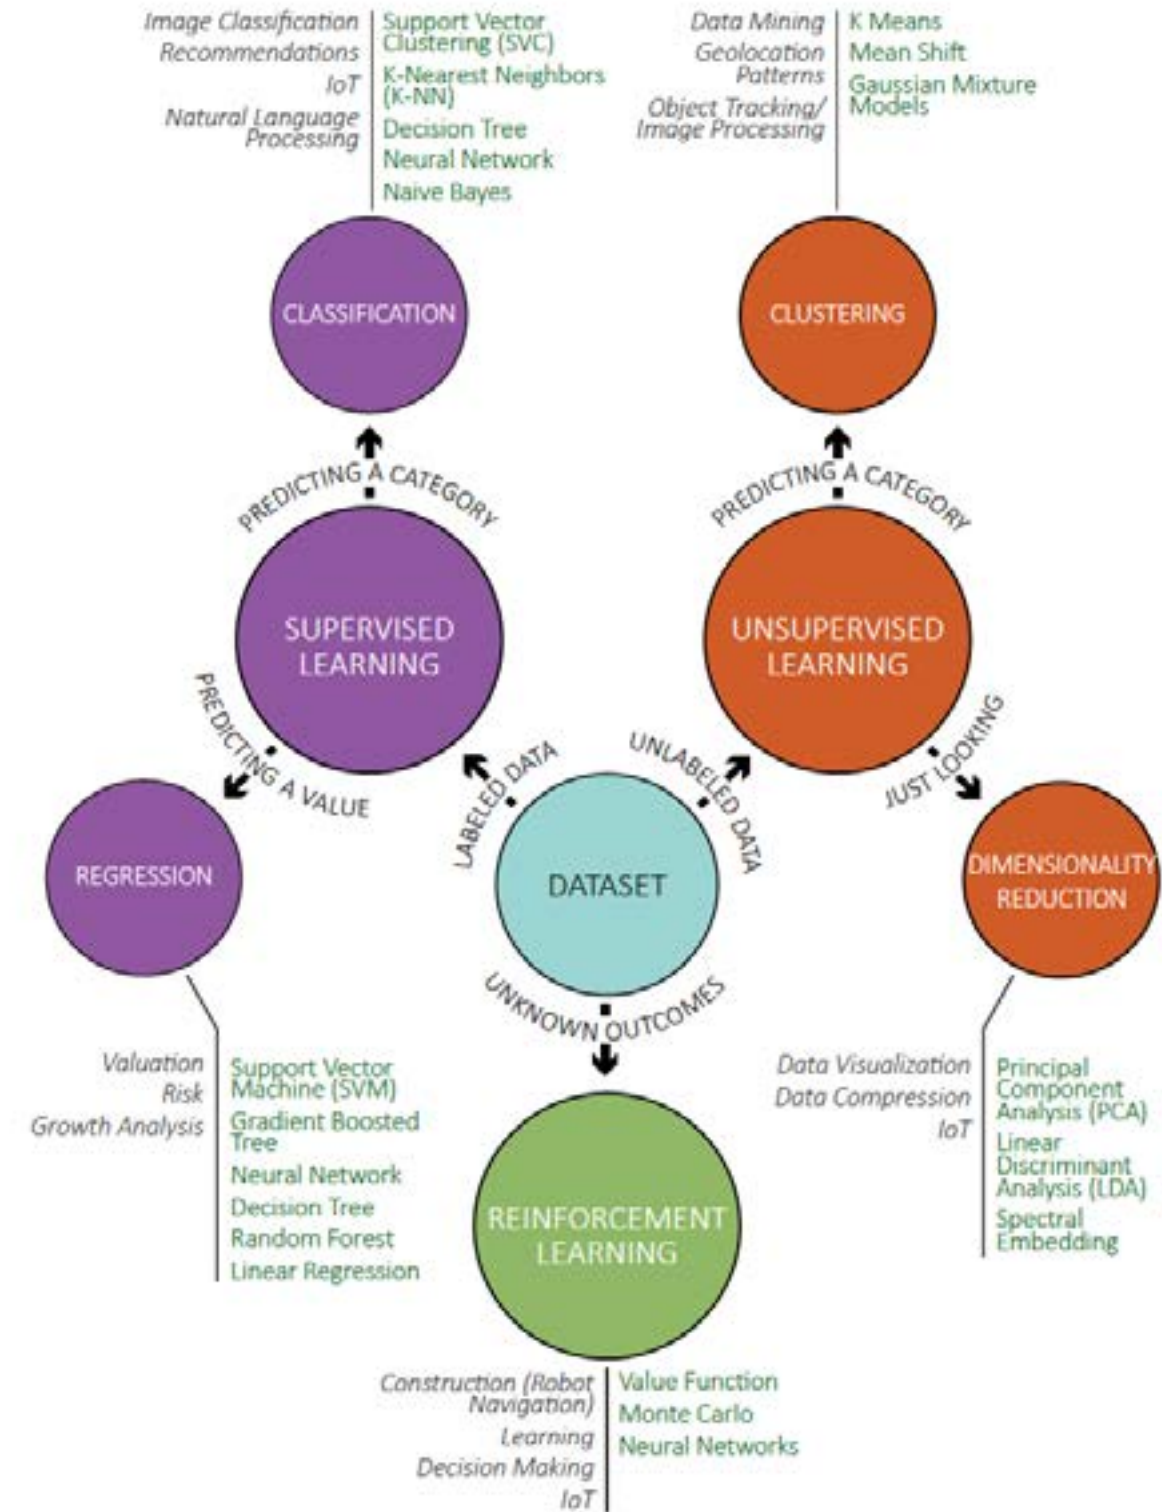 Image Classification
Recommendations
IoT
Natural Language
Processing
Support Vector
Clustering (SVC)
K-Nearest Neighbors
(K-NN)
Decision Tree
Neural Network
Naive Bayes
Data Mining
Geolocation
Patterns
Object Tracking/
Image Processing
K Means
Mean Shift
Gaussian Mixture
Models
CLASSIFICATION
CLUSTERING
PREDICTING A CATEGORY
PREDICTING A CATEGORY
SUPERVISED
LEARNING
UNSUPERVISED
LEARNING
PREDICTING A VALUE
LABELED DATA
UNLABELED DATA
JUST LOOKING
REGRESSION
DATASET
DIMENSIONALITY
REDUCTION
UNKNOWN OUTCOMES
Valuation
Risk
Growth Analysis
Support Vector
Machine (SVM)
Gradient Boosted
Tree
Neural Network
Decision Tree
Random Forest
Linear Regression
Data Visualization
Data Compression
IoT
Principal
Component
Analysis (PCA)
Linear
Discriminant
Analysis (LDA)
Spectral
Embedding
REINFORCEMENT
LEARNING
Construction (Robot
Navigation)
Learning
Decision Making
IoT
Value Function
Monte Carlo
Neural Networks